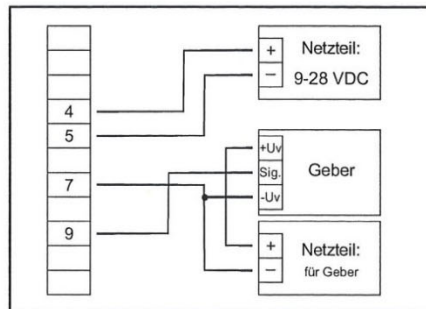 4
5
7
9
+
−
Netzteil:
9-28 VDC
+Uv
Sig.
-Uv
Geber
+
−
Netzteil:
für Geber